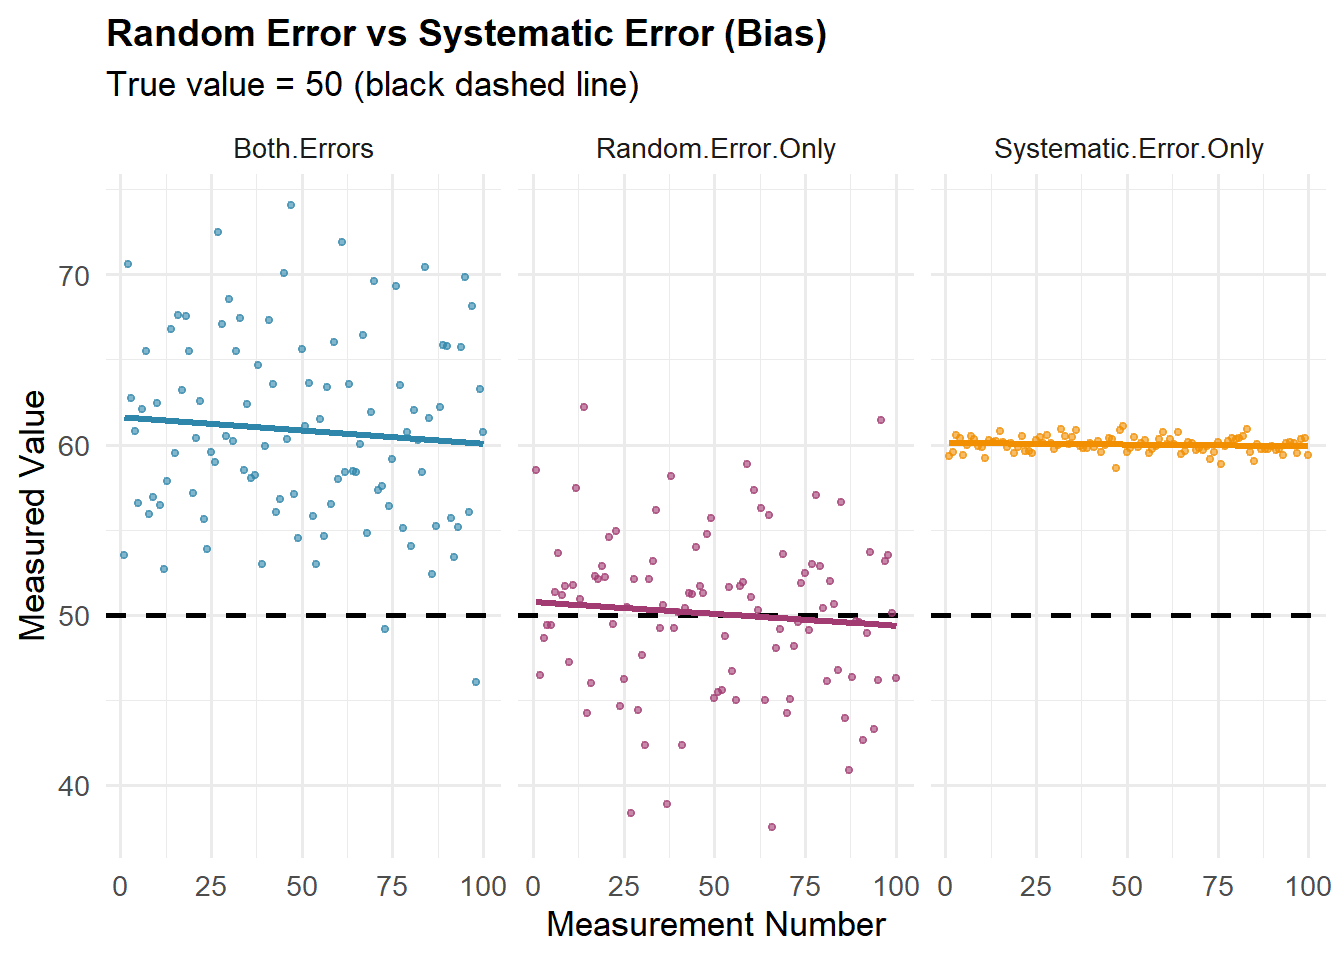 Random Error vs Systematic Error (Bias)
True value = 50 (black dashed line)
Both.Errors Random.Error.Only Systematic.Error.Only
Measured Value
70
60
50
40
0 25 50 75 100 0 25 50 75 100 0 25 50 75 100
Measurement Number